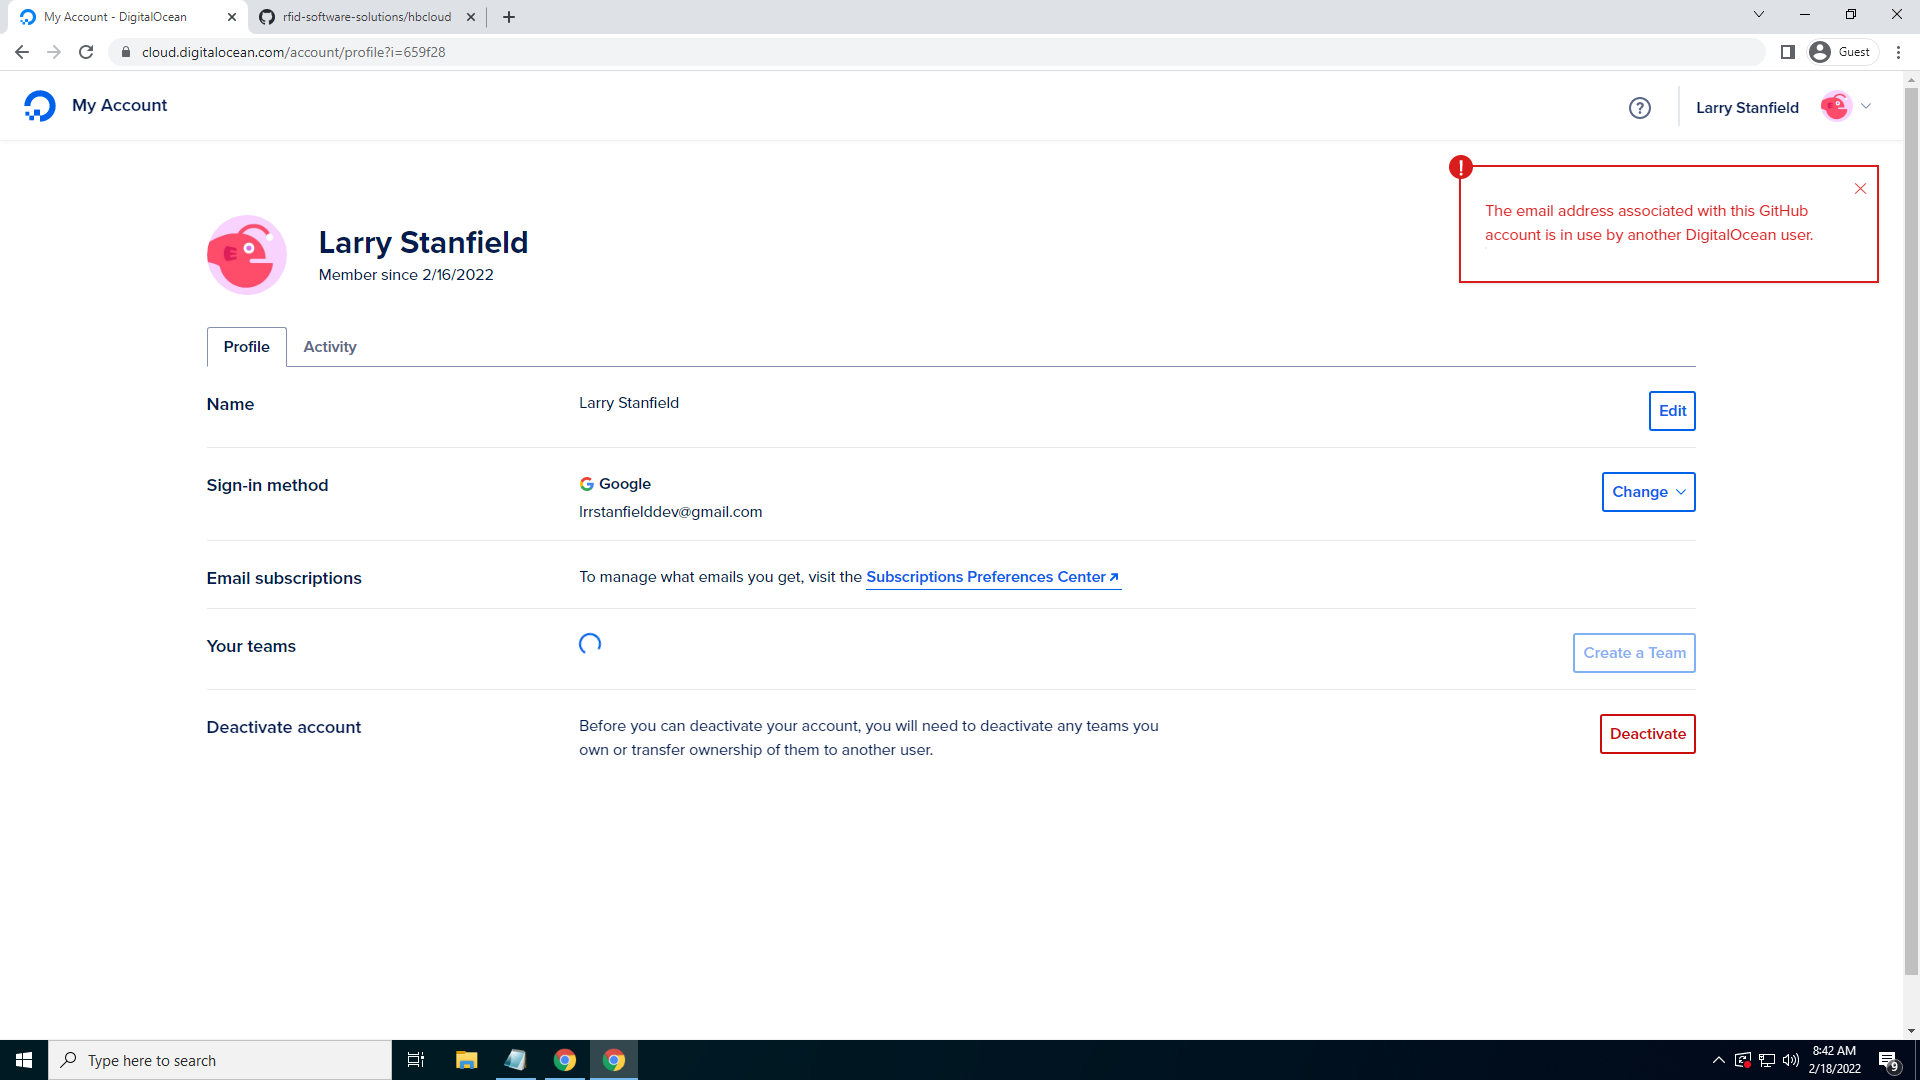 My Account - DigitalOcean
rfid-software-solutions/hbcloud
cloud.digitalocean.com/account/profile?i=659f28
Guest
My Account
?
Larry Stanfield
!
The email address associated with this GitHub
account is in use by another DigitalOcean user.
Larry Stanfield
Member since 2/16/2022
Profile
Activity
Name
Larry Stanfield
Edit
Sign-in method
Google
lrrstanfielddev@gmail.com
Change
Email subscriptions
To manage what emails you get, visit the Subscriptions Preferences Center
Your teams
Create a Team
Deactivate account
Before you can deactivate your account, you will need to deactivate any teams you
own or transfer ownership of them to another user.
Deactivate
Type here to search
8:42 AM
2/18/2022
9